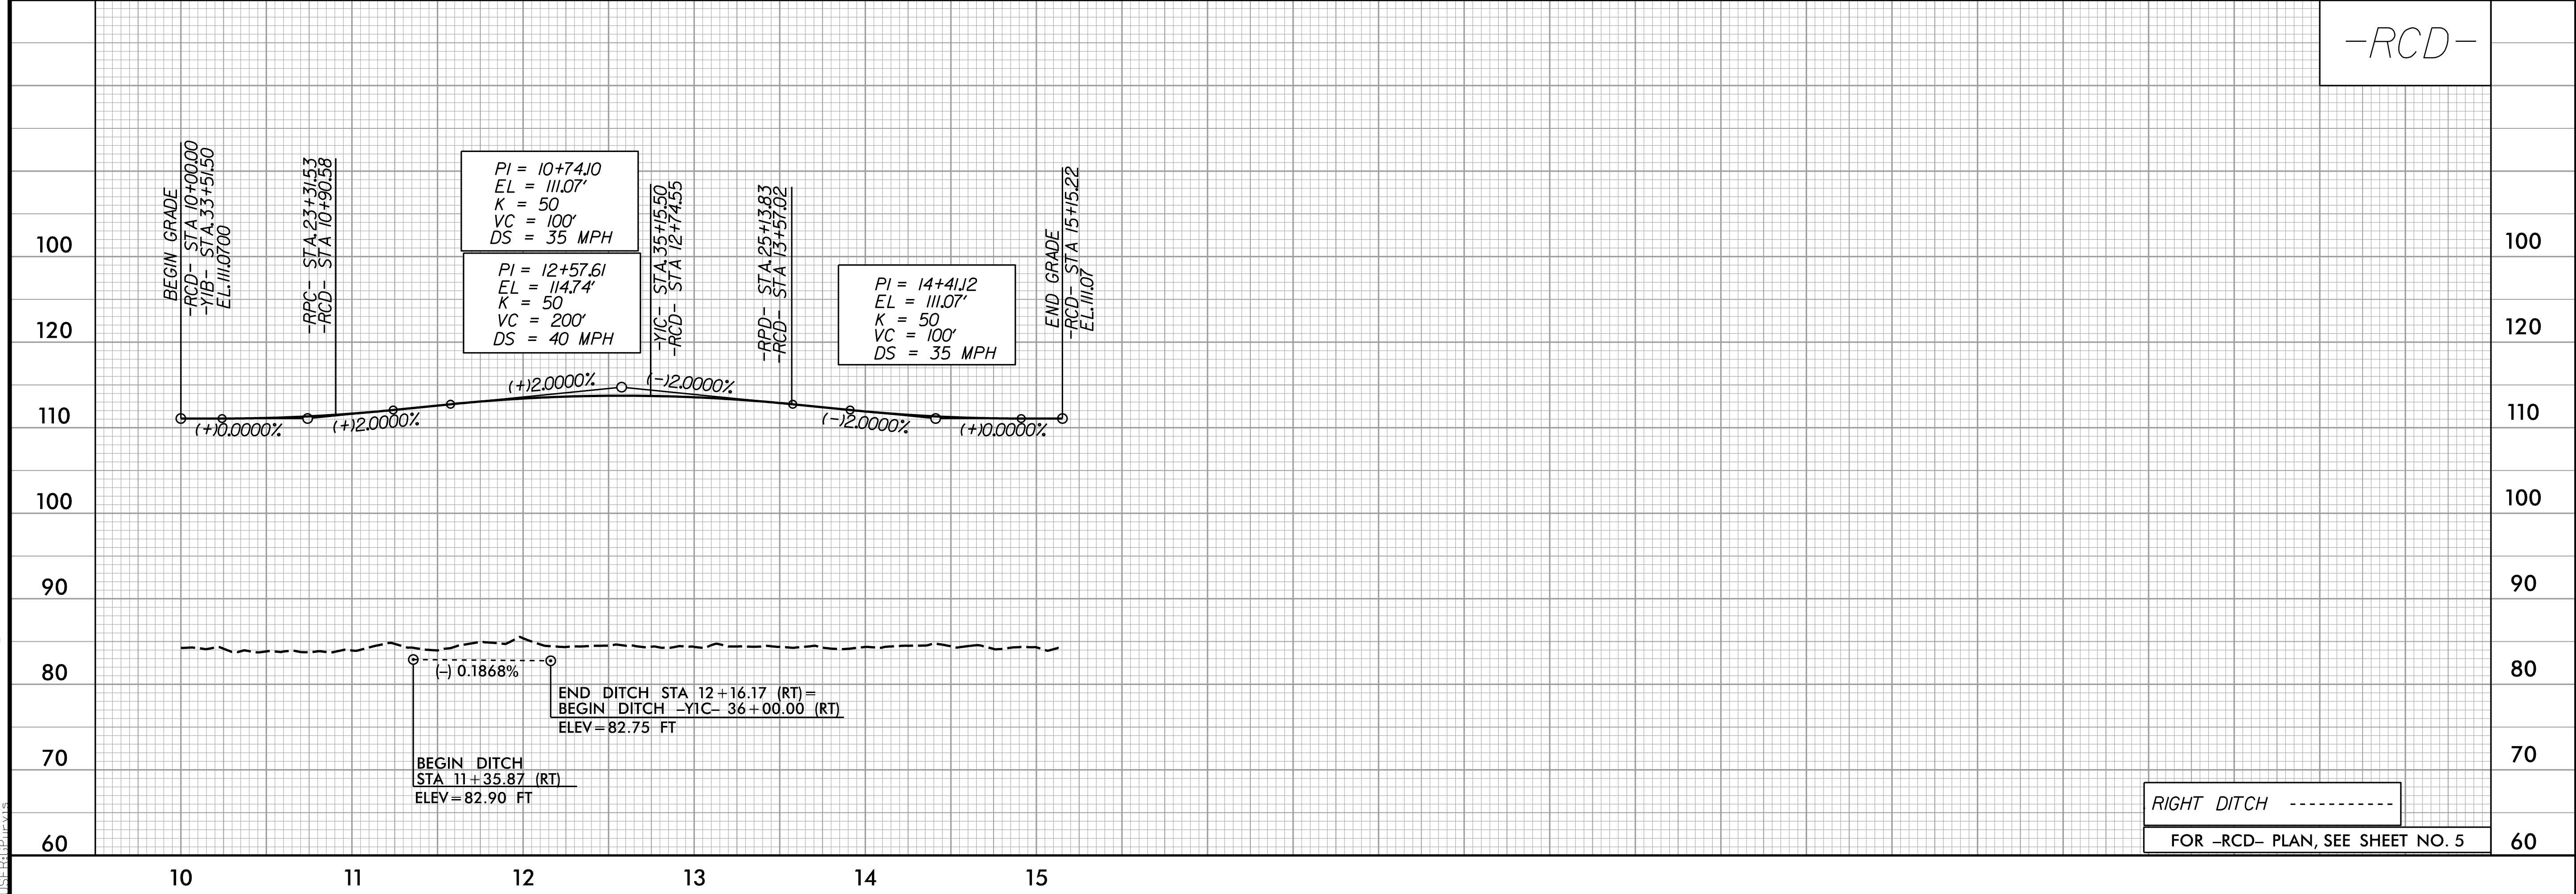 -RCD-
BEGIN GRADE
-RCD- STA 10+00.00
-Y1B- STA.33+51.50
EL.111.0700
-RPC- STA.23+31.53
-RCD- STA 10+90.58
PI = 10+74.10
EL = 111.07'
K = 50
VC = 100'
DS = 35 MPH
PI = 12+57.61
EL = 114.74'
K = 50
VC = 200'
DS = 40 MPH
-Y1C- STA.35+15.50
-RCD- STA 12+74.55
-RPD- STA.25+13.83
-RCD- STA 13+57.02
PI = 14+41.12
EL = 111.07'
K = 50
VC = 100'
DS = 35 MPH
END GRADE
-RCD- STA 15+15.22
EL.111.07
100
100
120
120
(+)2.0000%
(-)2.0000%
110
110
(+)0.0000%
(+)2.0000%
(-)2.0000%
(+)0.0000%
100
100
90
90
80
80
(-) 0.1868%
END DITCH STA 12+16.17 (RT)=
BEGIN DITCH -Y1C- 36+00.00 (RT)
ELEV=82.75 FT
70
70
BEGIN DITCH
STA 11+35.87 (RT)
ELEV=82.90 FT
RIGHT DITCH
FOR -RCD- PLAN, SEE SHEET NO. 5
60
60
10
11
12
13
14
15